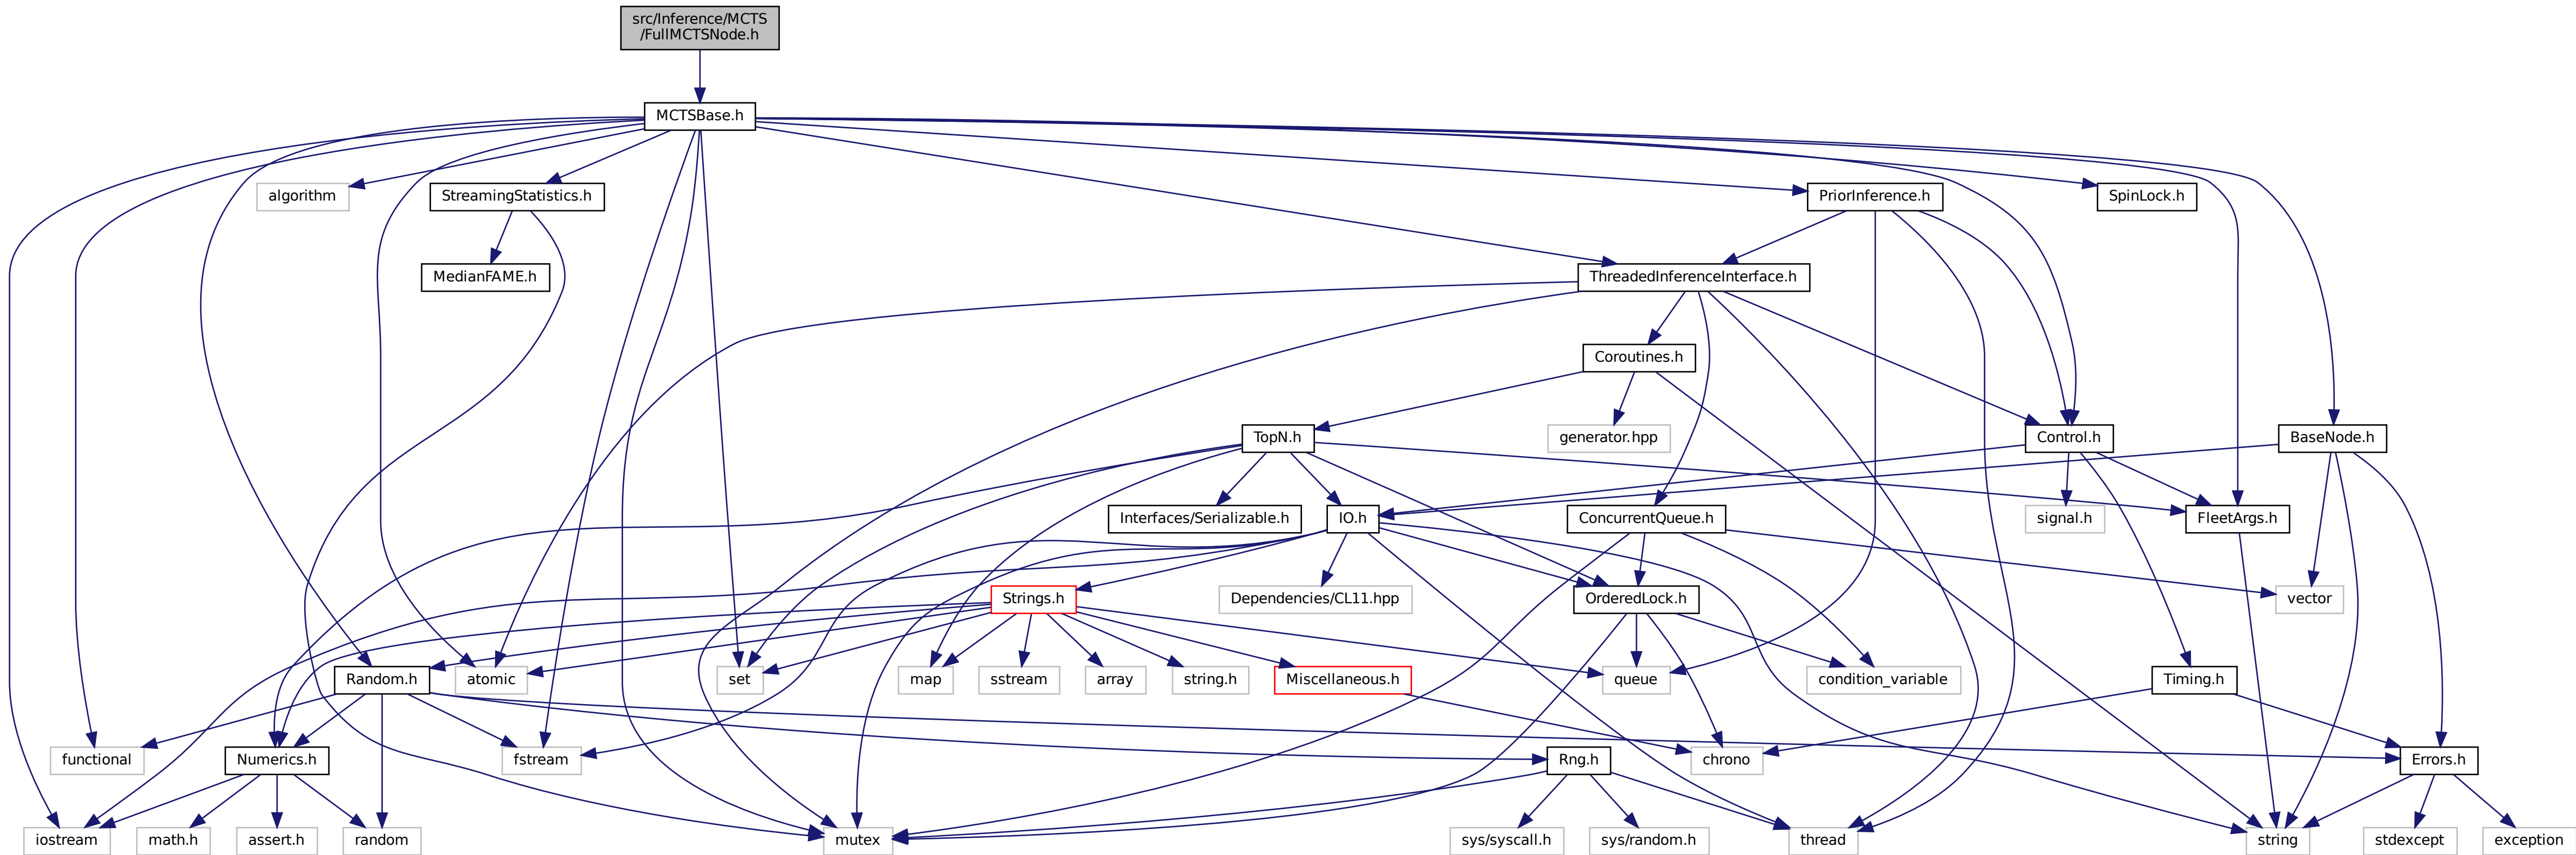 src/Inference/MCTS
/FullMCTSNode.h
MCTSBase.h
algorithm
StreamingStatistics.h
PriorInference.h
SpinLock.h
MedianFAME.h
ThreadedInferenceInterface.h
Coroutines.h
TopN.h
generator.hpp
Control.h
BaseNode.h
Interfaces/Serializable.h
IO.h
ConcurrentQueue.h
signal.h
FleetArgs.h
Strings.h
Dependencies/CL11.hpp
OrderedLock.h
vector
Random.h
atomic
set
map
sstream
array
string.h
Miscellaneous.h
queue
condition_variable
Timing.h
functional
Numerics.h
fstream
Rng.h
chrono
Errors.h
iostream
math.h
assert.h
random
mutex
sys/syscall.h
sys/random.h
thread
string
stdexcept
exception